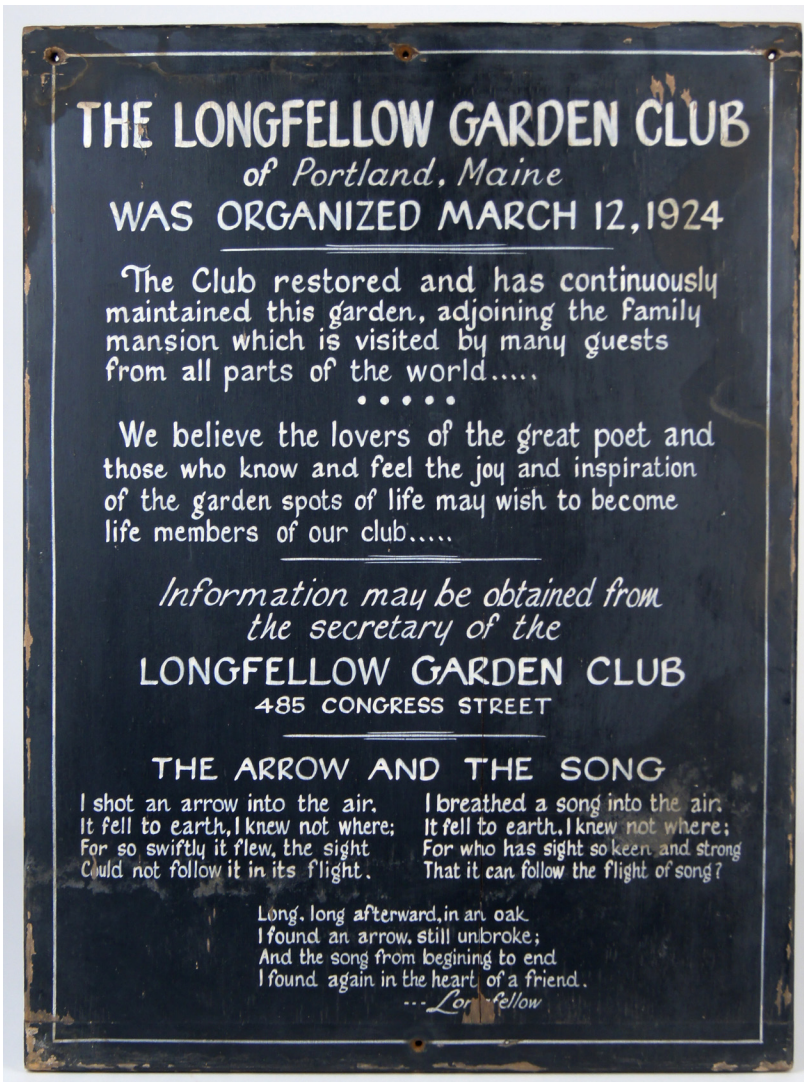 THE LONGFELLOW GARDEN CLUB
of Portland, Maine
WAS ORGANIZED MARCH 12, 1924
The Club restored and has continuously
maintained this garden, adjoining the family
mansion which is visited by many guests
from all parts of the world.....
• • • • •
We believe the lovers of the great poet and
those who know and feel the joy and inspiration
of the garden spots of life may wish to become
life members of our club.....
Information may be obtained from
the secretary of the
LONGFELLOW GARDEN CLUB
485 CONGRESS STREET
THE ARROW AND THE SONG
I shot an arrow into the air.
It fell to earth, I knew not where;
For so swiftly it flew, the sight
Could not follow it in its flight.
I breathed a song into the air.
It fell to earth. I knew not where;
For who has sight so keen and strong
That it can follow the flight of song?
Long. long afterward, in an oak
I found an arrow. still unbroke;
And the song from begining to end
I found again in the heart of a friend.
--- Longfellow